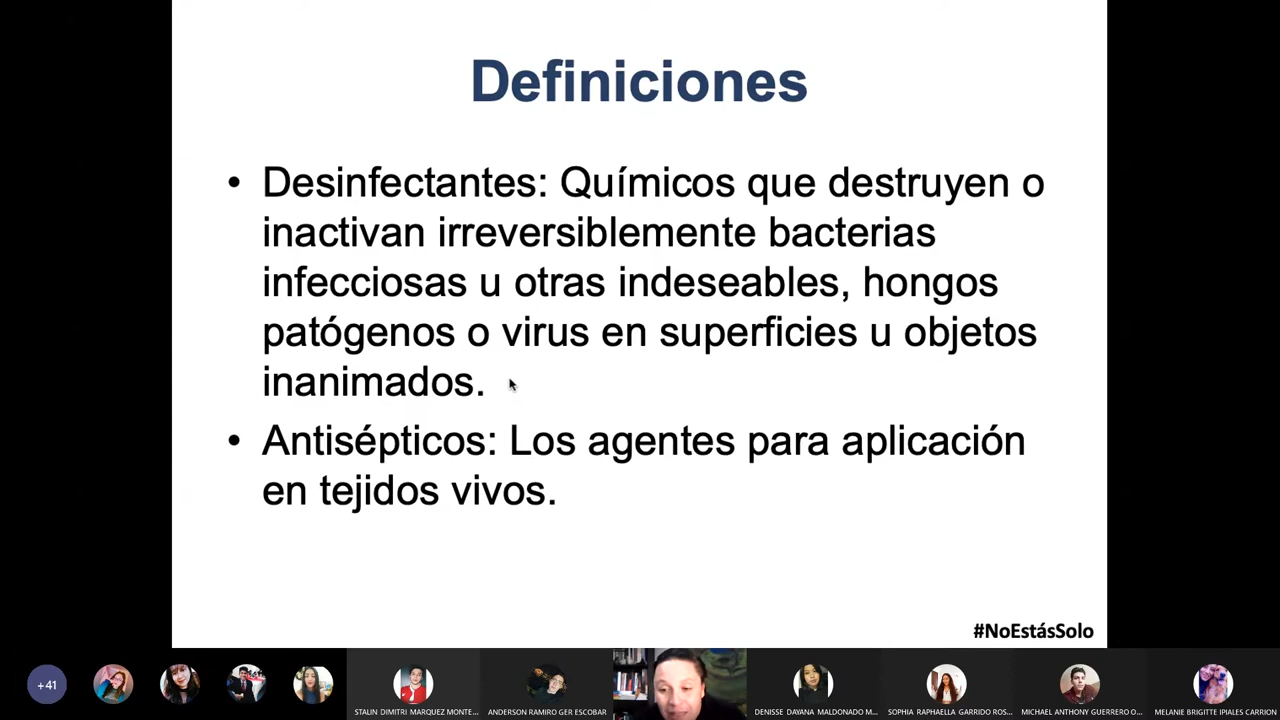 Definiciones
• Desinfectantes: Químicos que destruyen o
inactivan irreversiblemente bacterias
infecciosas u otras indeseables, hongos
patógenos o virus en superficies u objetos
inanimados.
• Antisépticos: Los agentes para aplicación
en tejidos vivos.
#NoEstásSolo
+41
STALIN DIMITRI MARQUEZ MONTE...
ANDERSON RAMIRO GER ESCOBAR
DENISSE DAYANA MALDONADO M...
SOPHIA RAPHAELLA GARRIDO ROS...
MICHAEL ANTHONY GUERRERO O...
MELANIE BRIGITTE IPIALES CARRION